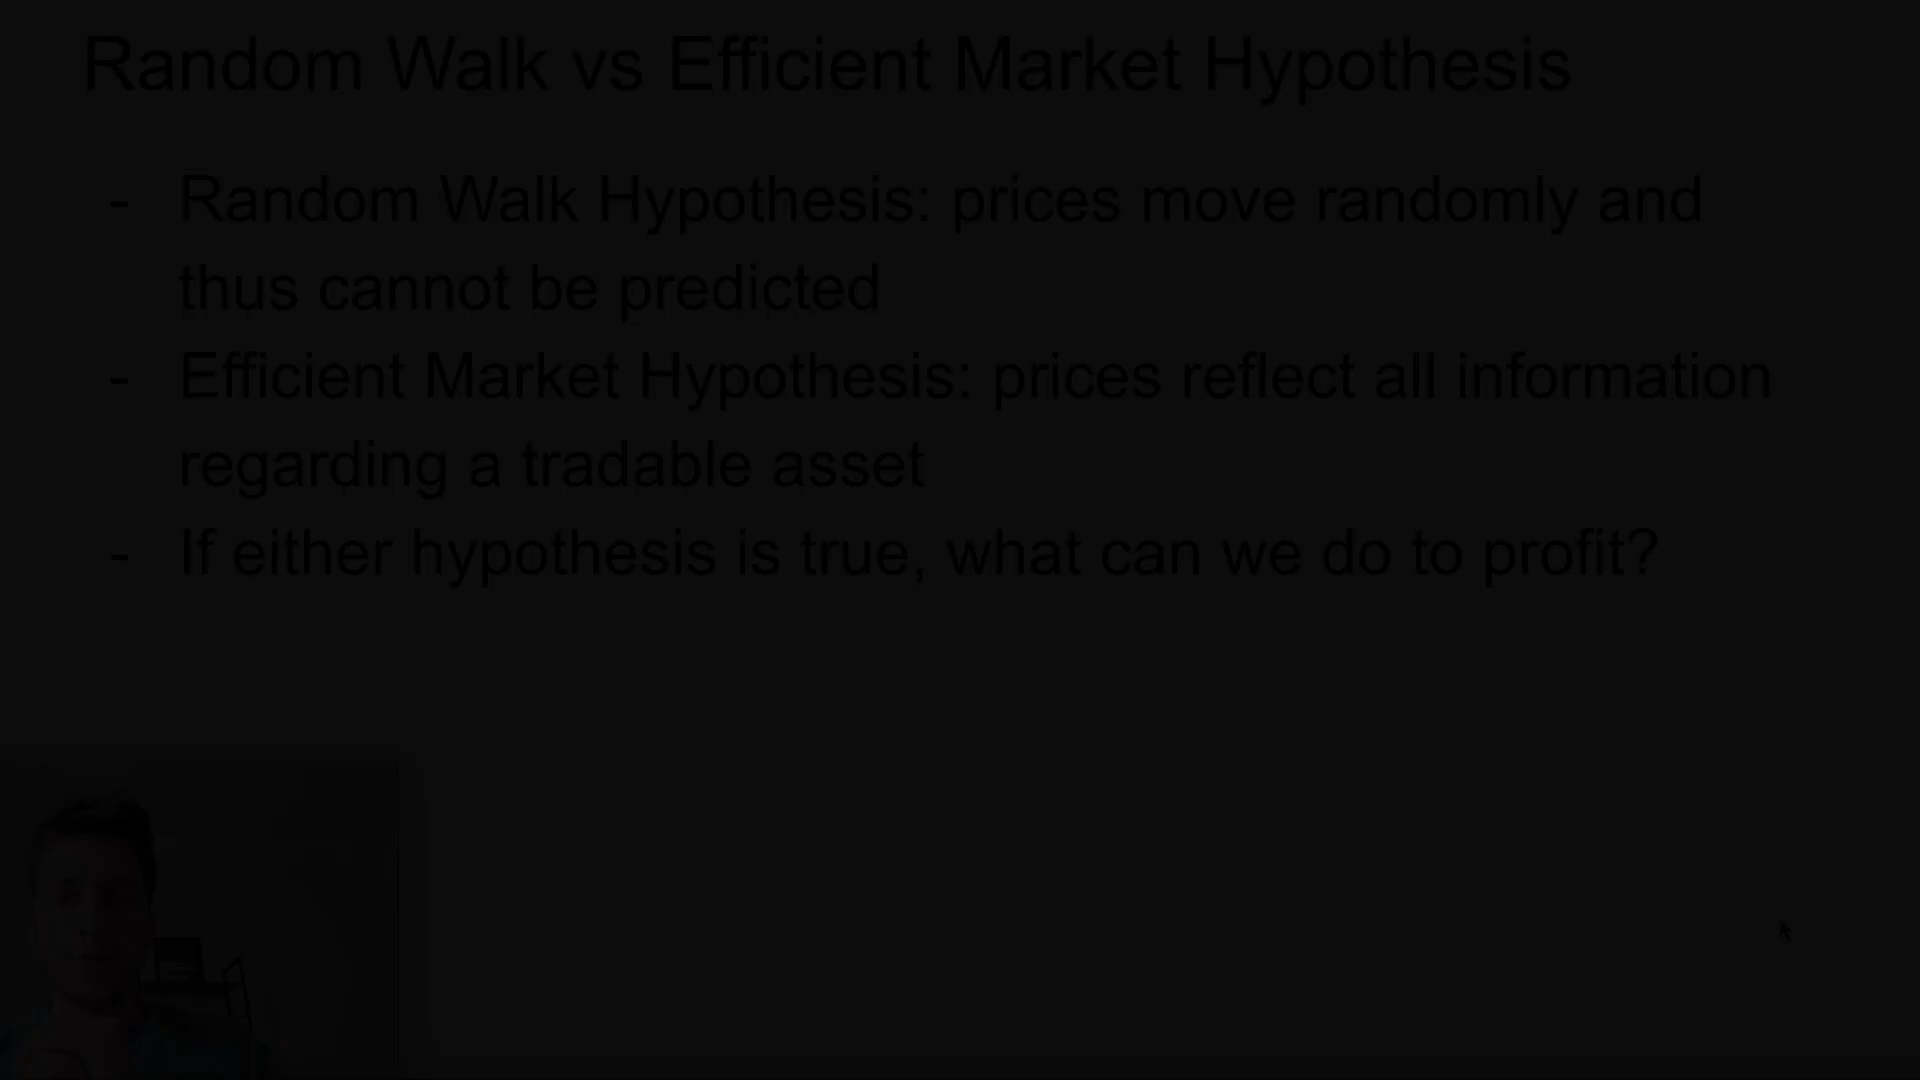 Random Walk vs Efficient Market Hypothesis
- Random Walk Hypothesis: prices move randomly and
thus cannot be predicted
- Efficient Market Hypothesis: prices reflect all information
regarding a tradable asset
- If either hypothesis is true, what can we do to profit?